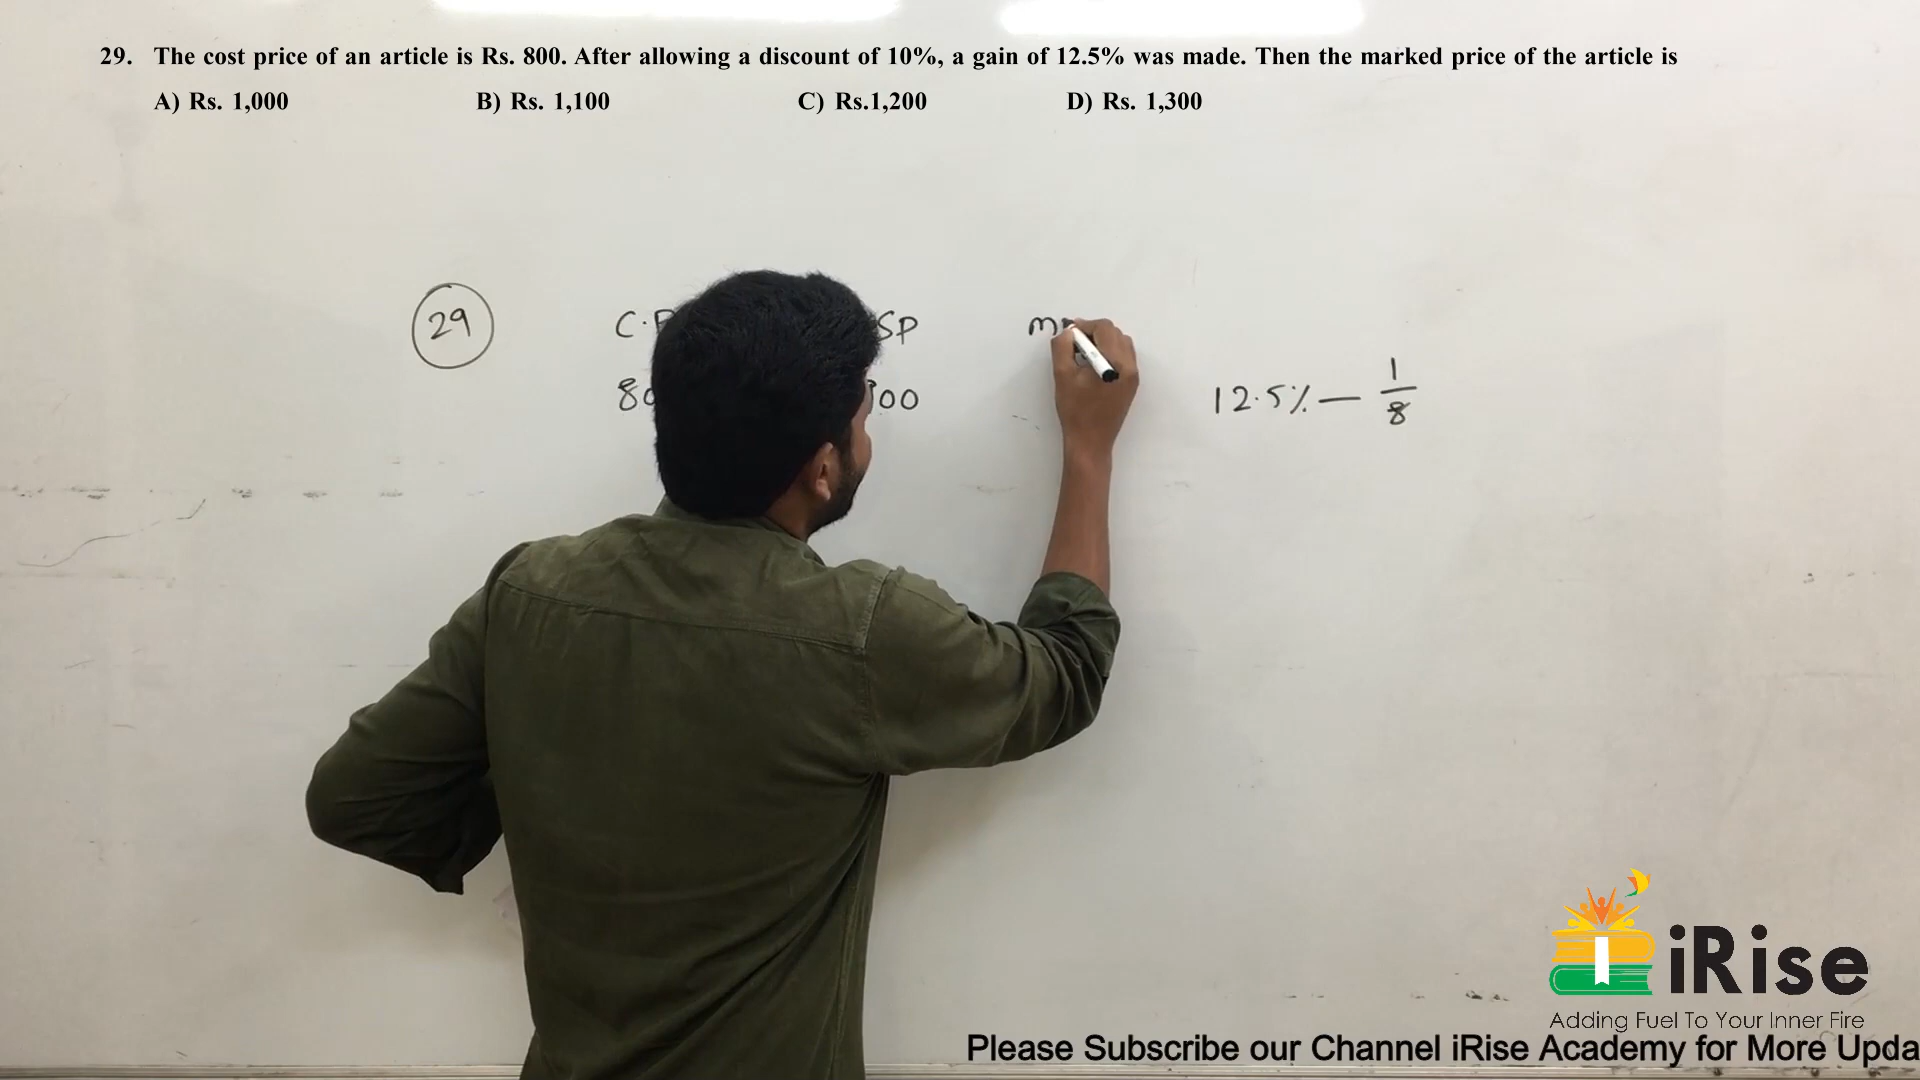 29. The cost price of an article is Rs. 800. After allowing a discount of 10%, a gain of 12.5% was made. Then the marked price of the article is
A) Rs. 1,000 B) Rs. 1,100 C) Rs.1,200 D) Rs. 1,300
29 SP
12.5% — 1/8
iRise
Adding Fuel To Your Inner Fire
Please Subscribe our Channel iRise Academy for More Upda